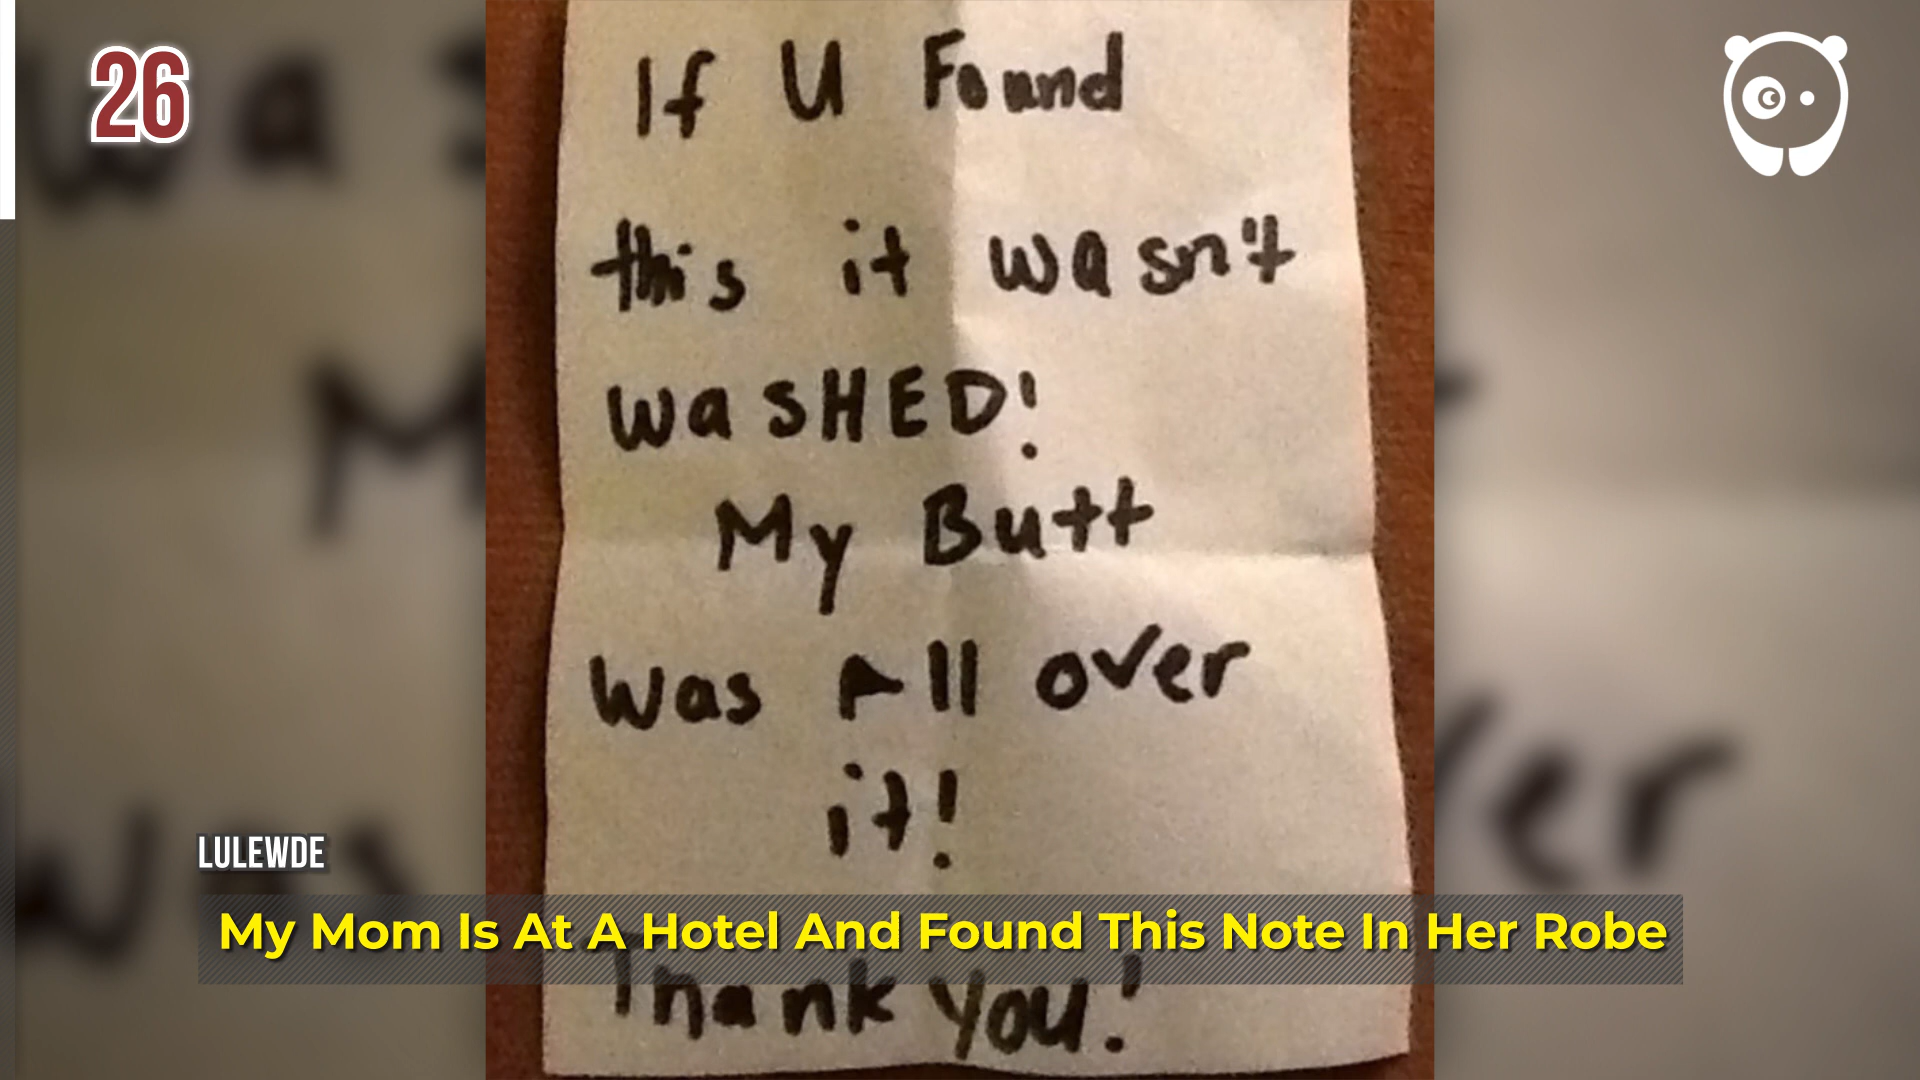 26
If U Found
this it wasn't
waSHED!
My Butt
was All over
it!
LULEWDE
My Mom Is At A Hotel And Found This Note In Her Robe
Thank You!